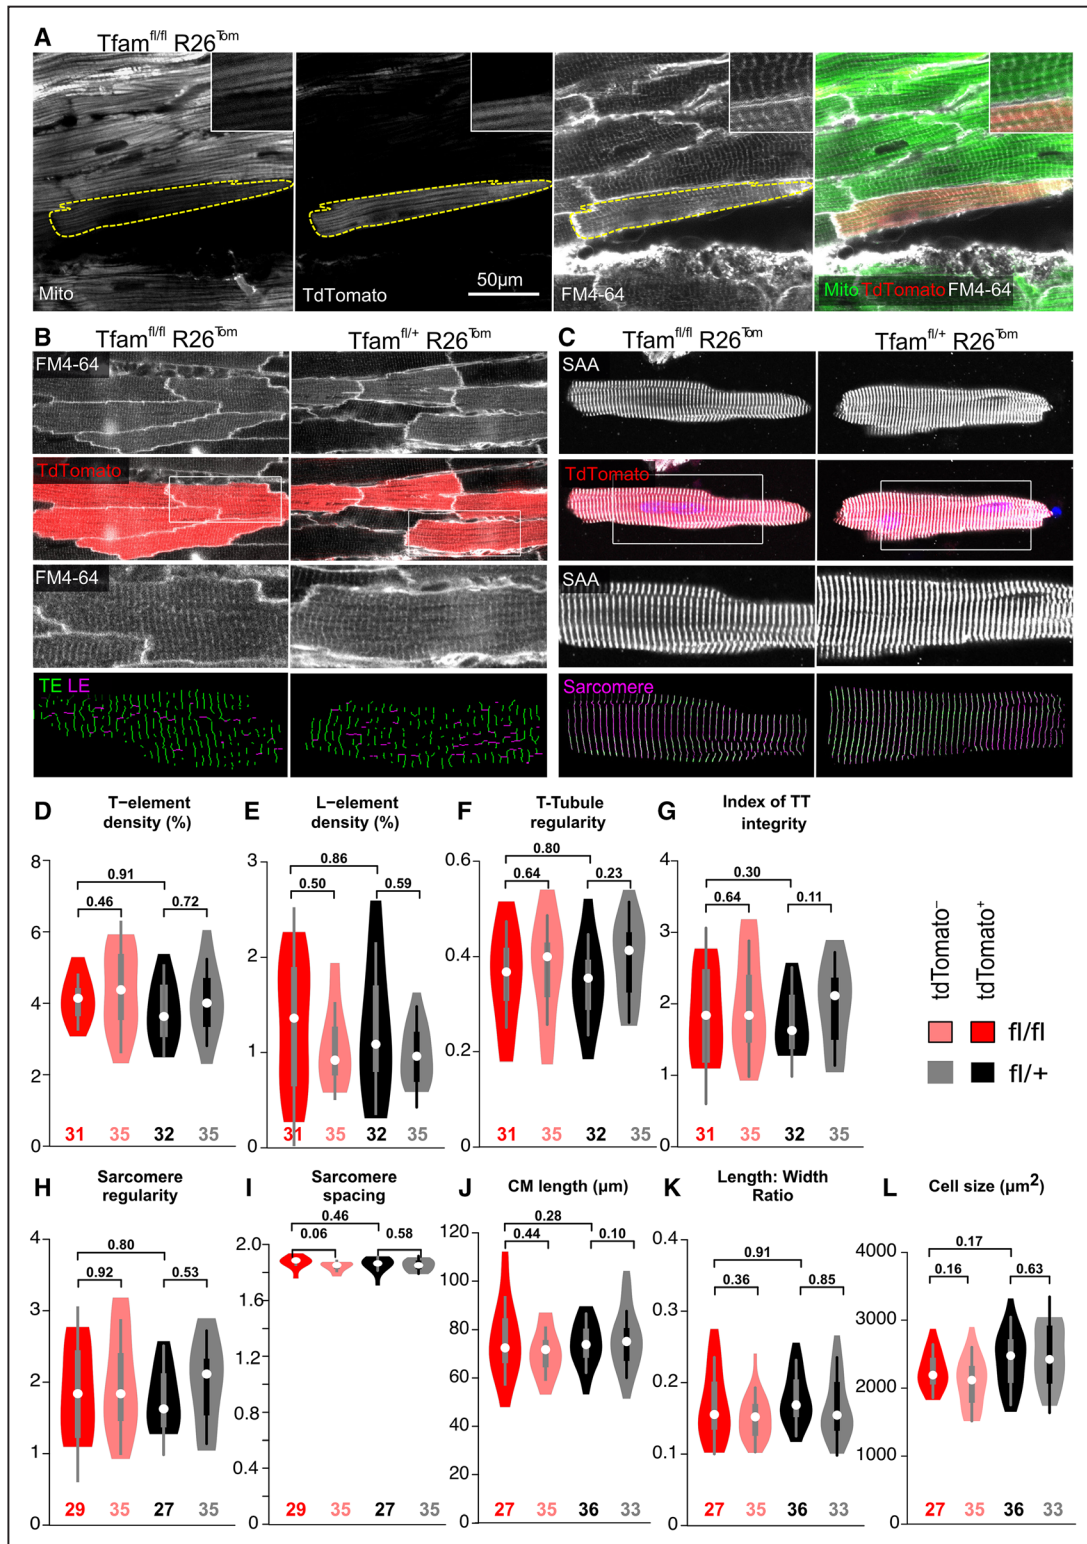 A
Tfam^fl/fl R26^Tom
Mito
TdTomato
50µm
FM4-64
Mito TdTomato FM4-64
B
Tfam^fl/fl R26^Tom
Tfam^fl/+ R26^Tom
FM4-64
TdTomato
FM4-64
TE LE
C
Tfam^fl/fl R26^Tom
Tfam^fl/+ R26^Tom
SAA
TdTomato
SAA
Sarcomere
D
T−element
density (%)
8
6
4
2
0
0.91
0.46
0.72
31 35 32 35
E
L−element
density (%)
3
2
1
0
0.86
0.50
0.59
31 35 32 35
F
T-Tubule
regularity
0.6
0.4
0.2
0
0.80
0.64
0.23
31 35 32 35
G
Index of TT
integrity
4
3
2
1
0
0.30
0.64
0.11
31 35 32 35
tdTomato⁻
tdTomato⁺
fl/fl
fl/+
H
Sarcomere
regularity
4
3
2
1
0
0.80
0.92
0.53
29 35 27 35
I
Sarcomere
spacing
2.0
1.6
1.2
0.8
0.4
0
0.46
0.06
0.58
29 35 27 35
J
CM length (µm)
120
100
80
60
40
20
0
0.28
0.44
0.10
27 35 36 33
K
Length: Width
Ratio
0.4
0.3
0.2
0.1
0
0.91
0.36
0.85
27 35 36 33
L
Cell size (µm²)
4000
3000
2000
1000
0
0.17
0.16
0.63
27 35 36 33